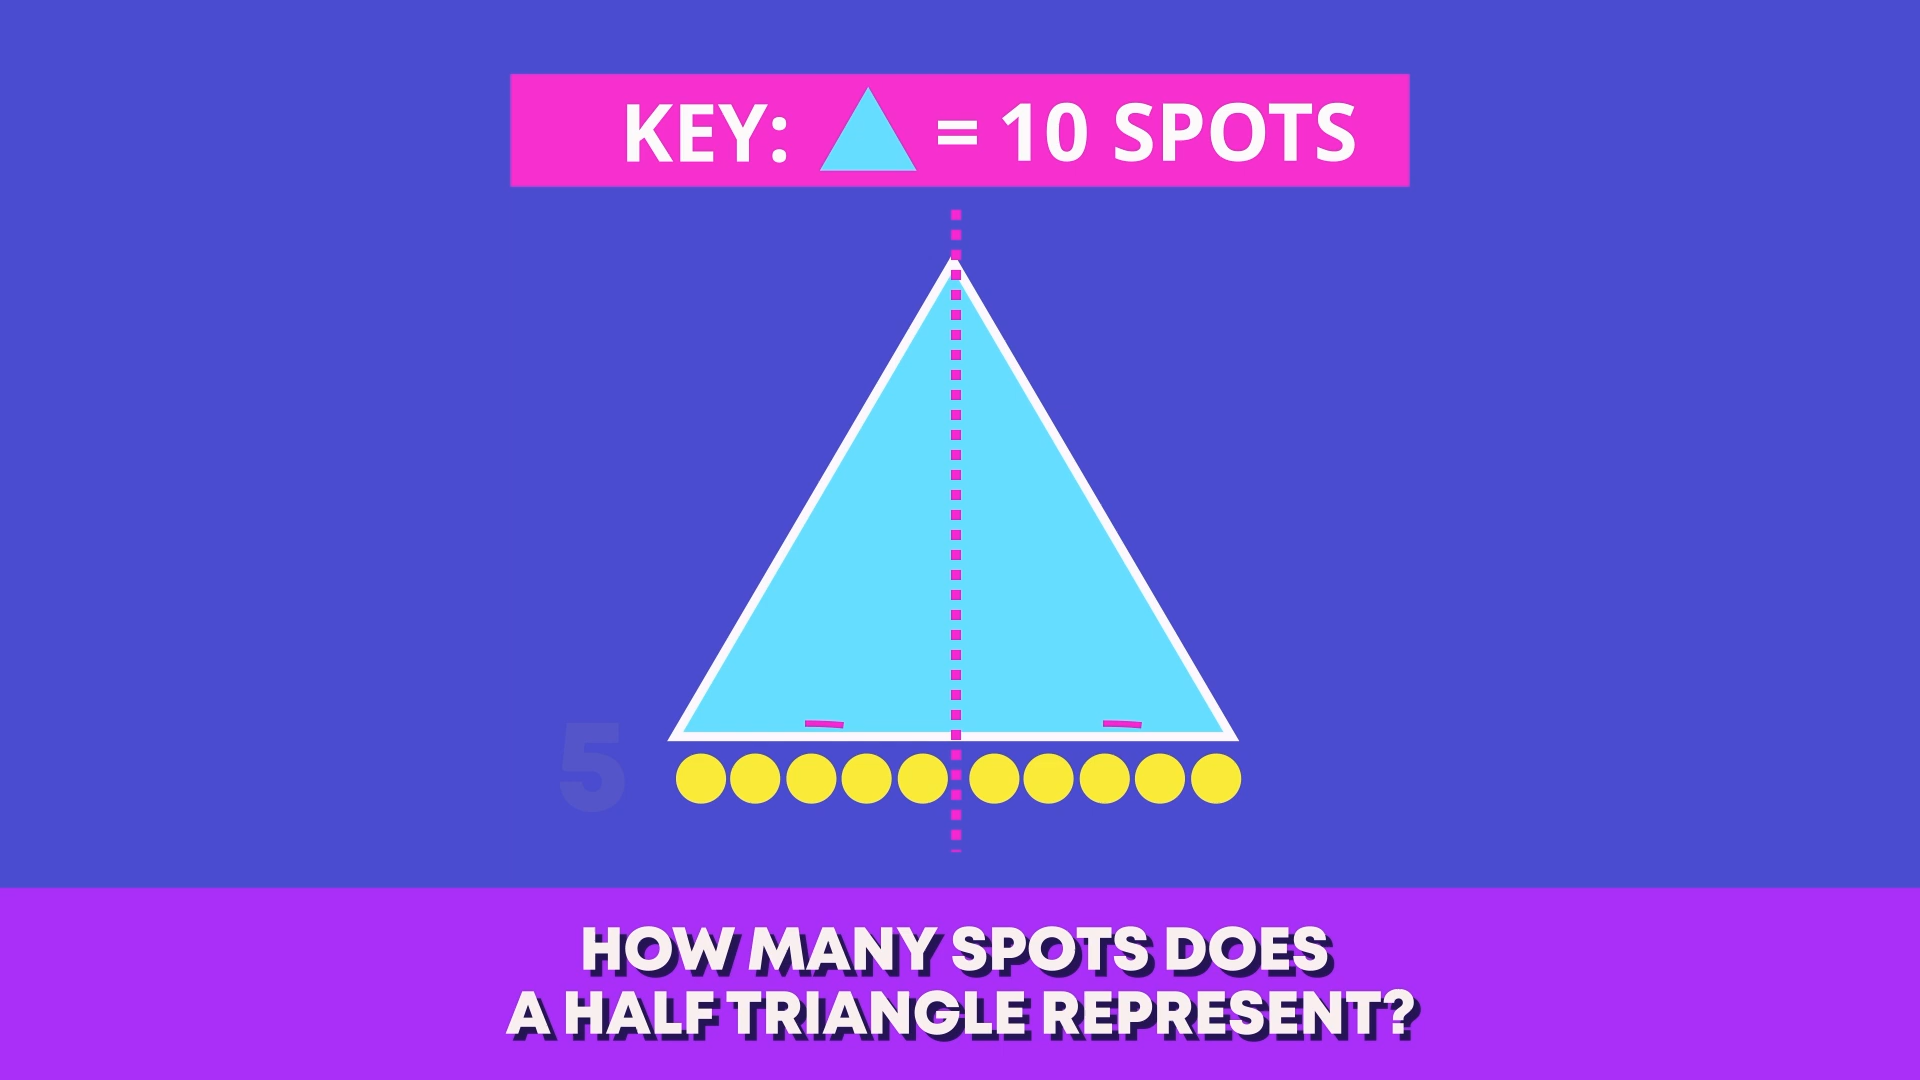 KEY: = 10 SPOTS
5
HOW MANY SPOTS DOES
A HALF TRIANGLE REPRESENT?